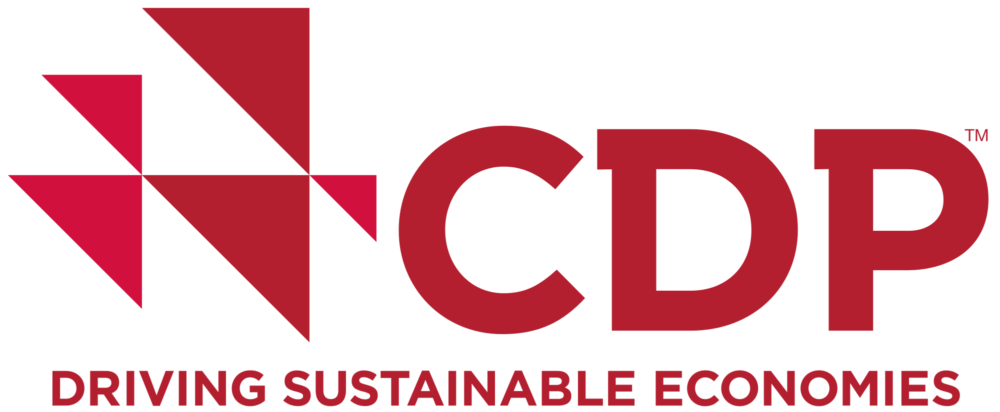 CDP™
DRIVING SUSTAINABLE ECONOMIES